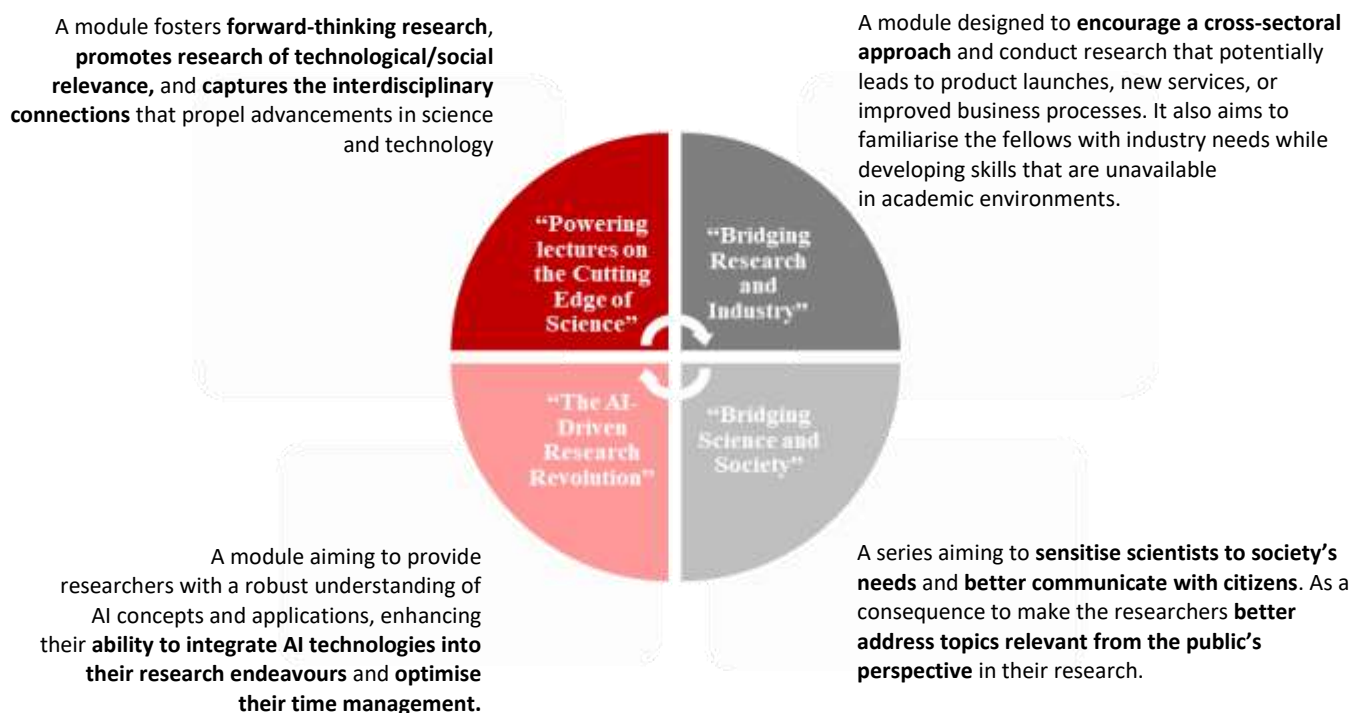 A module fosters forward-thinking research,
promotes research of technological/social
relevance, and captures the interdisciplinary
connections that propel advancements in science
and technology
A module designed to encourage a cross-sectoral
approach and conduct research that potentially
leads to product launches, new services, or
improved business processes. It also aims to
familiarise the fellows with industry needs while
developing skills that are unavailable
in academic environments.
“Powering
lectures on
the Cutting
Edge of
Science”
“Bridging
Research
and
Industry”
“The AI-
Driven
Research
Revolution”
“Bridging
Science and
Society”
A module aiming to provide
researchers with a robust understanding of
AI concepts and applications, enhancing
their ability to integrate AI technologies into
their research endeavours and optimise
their time management.
A series aiming to sensitise scientists to society’s
needs and better communicate with citizens. As a
consequence to make the researchers better
address topics relevant from the public’s
perspective in their research.